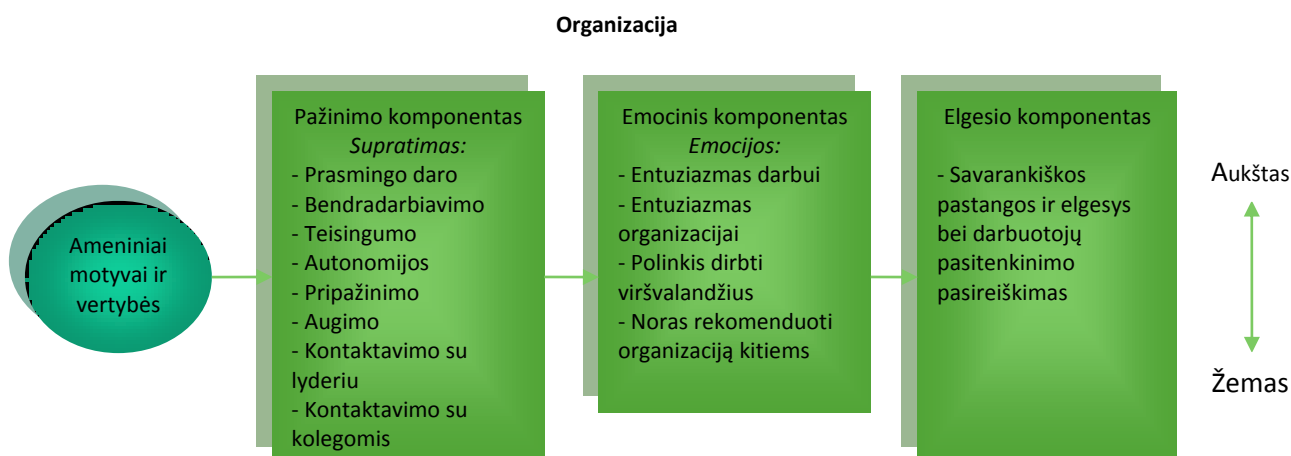 Organizacija
Ameniniai
motyvai ir
vertybės
Pažinimo komponentas
Supratimas:
- Prasmingo daro
- Bendradarbiavimo
- Teisingumo
- Autonomijos
- Pripažinimo
- Augimo
- Kontaktavimo su
lyderiu
- Kontaktavimo su
kolegomis
Emocinis komponentas
Emocijos:
- Entuziazmas darbui
- Entuziazmas
organizacijai
- Polinkis dirbti
viršvalandžius
- Noras rekomenduoti
organizaciją kitiems
Elgesio komponentas
- Savarankiškos
pastangos ir elgesys
bei darbuotojų
pasitenkinimo
pasireiškimas
Aukštas
Žemas